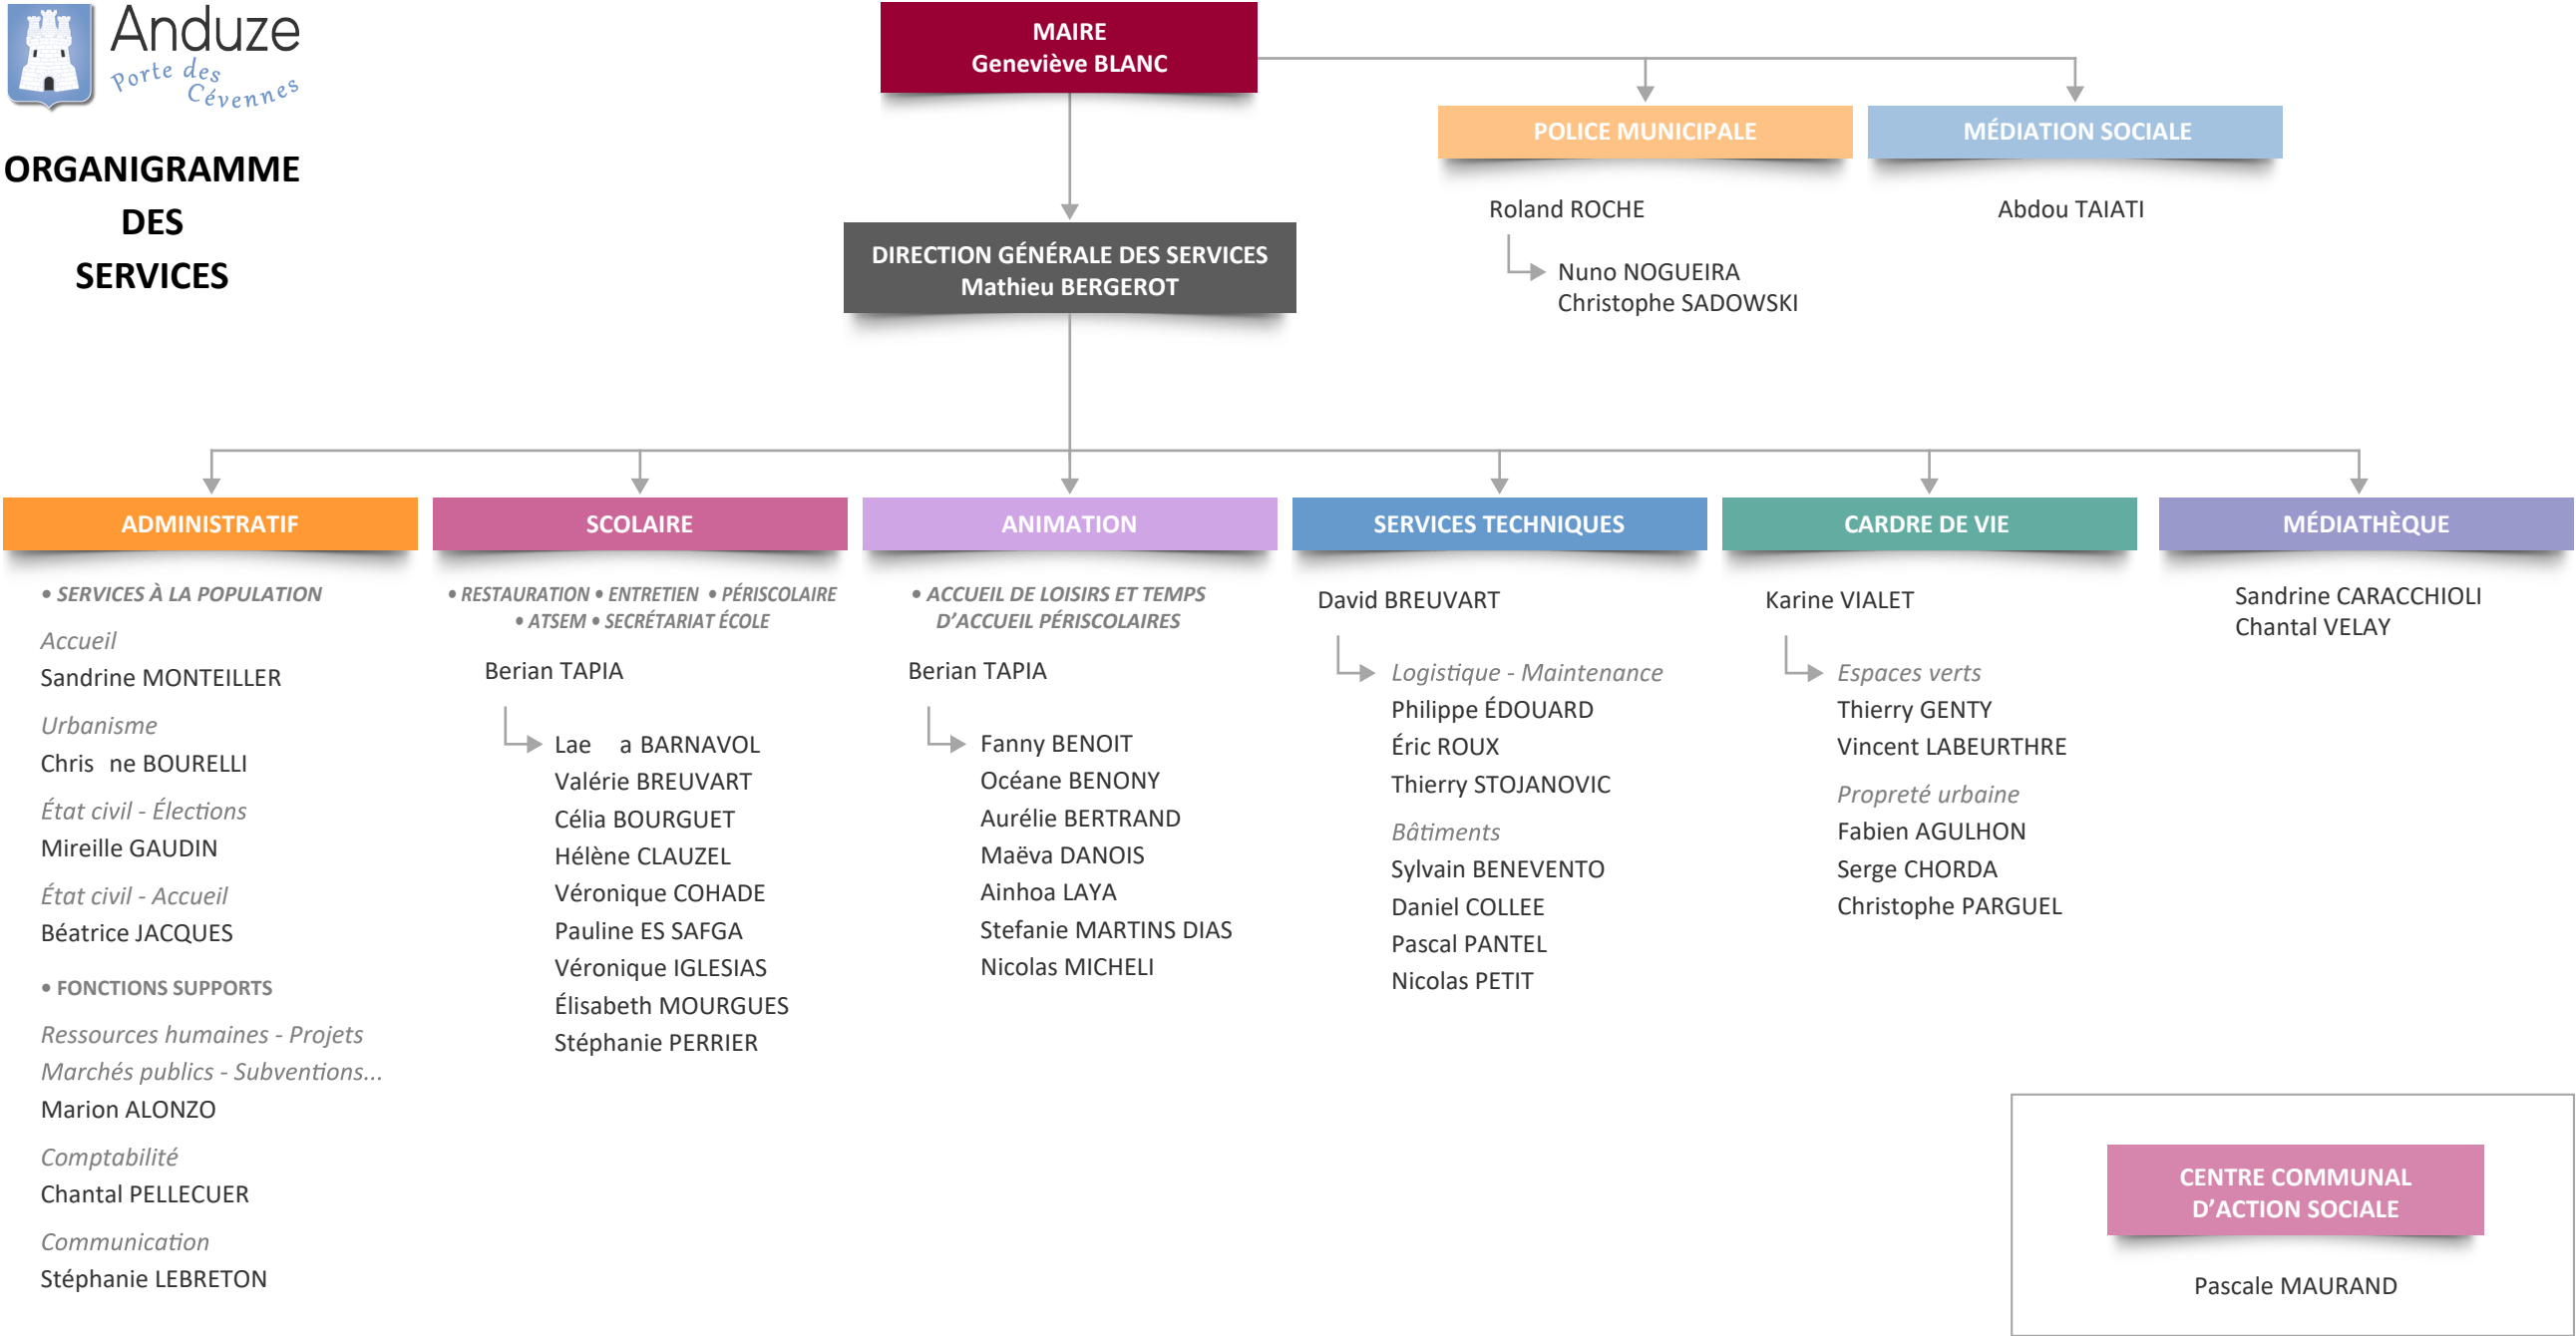 Anduze
Porte des
Cévennes
ORGANIGRAMME
DES
SERVICES
MAIRE
Geneviève BLANC
POLICE MUNICIPALE
Roland ROCHE
Nuno NOGUEIRA
Christophe SADOWSKI
MÉDIATION SOCIALE
Abdou TAIATI
DIRECTION GÉNÉRALE DES SERVICES
Mathieu BERGEROT
ADMINISTRATIF
• SERVICES À LA POPULATION
Accueil
Sandrine MONTEILLER
Urbanisme
Chris ne BOURELLI
État civil - Élections
Mireille GAUDIN
État civil - Accueil
Béatrice JACQUES
• FONCTIONS SUPPORTS
Ressources humaines - Projets
Marchés publics - Subventions...
Marion ALONZO
Comptabilité
Chantal PELLECUER
Communication
Stéphanie LEBRETON
SCOLAIRE
• RESTAURATION • ENTRETIEN • PÉRISCOLAIRE
• ATSEM • SECRÉTARIAT ÉCOLE
Berian TAPIA
Lae a BARNAVOL
Valérie BREUVART
Célia BOURGUET
Hélène CLAUZEL
Véronique COHADE
Pauline ES SAFGA
Véronique IGLESIAS
Élisabeth MOURGUES
Stéphanie PERRIER
ANIMATION
• ACCUEIL DE LOISIRS ET TEMPS
D'ACCUEIL PÉRISCOLAIRES
Berian TAPIA
Fanny BENOIT
Océane BENONY
Aurélie BERTRAND
Maëva DANOIS
Ainhoa LAYA
Stefanie MARTINS DIAS
Nicolas MICHELI
SERVICES TECHNIQUES
David BREUVART
Logistique - Maintenance
Philippe ÉDOUARD
Éric ROUX
Thierry STOJANOVIC
Bâtiments
Sylvain BENEVENTO
Daniel COLLEE
Pascal PANTEL
Nicolas PETIT
CARDRE DE VIE
Karine VIALET
Espaces verts
Thierry GENTY
Vincent LABEURTHRE
Propreté urbaine
Fabien AGULHON
Serge CHORDA
Christophe PARGUEL
MÉDIATHÈQUE
Sandrine CARACCHIOLI
Chantal VELAY
CENTRE COMMUNAL
D'ACTION SOCIALE
Pascale MAURAND